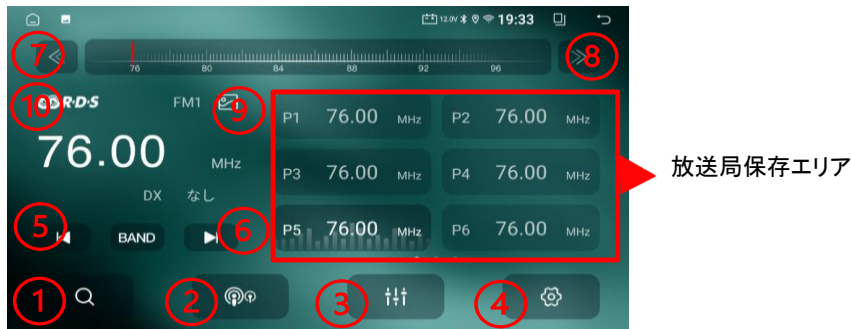 12.0V 19:33
7 8
76 80 84 88 92 96
10 R·D·S FM1 9
P1 76.00 MHz P2 76.00 MHz
76.00 MHz
P3 76.00 MHz P4 76.00 MHz
放送局保存エリア
DX なし
5 BAND 6
P5 76.00 MHz P6 76.00 MHz
1 2 3 4